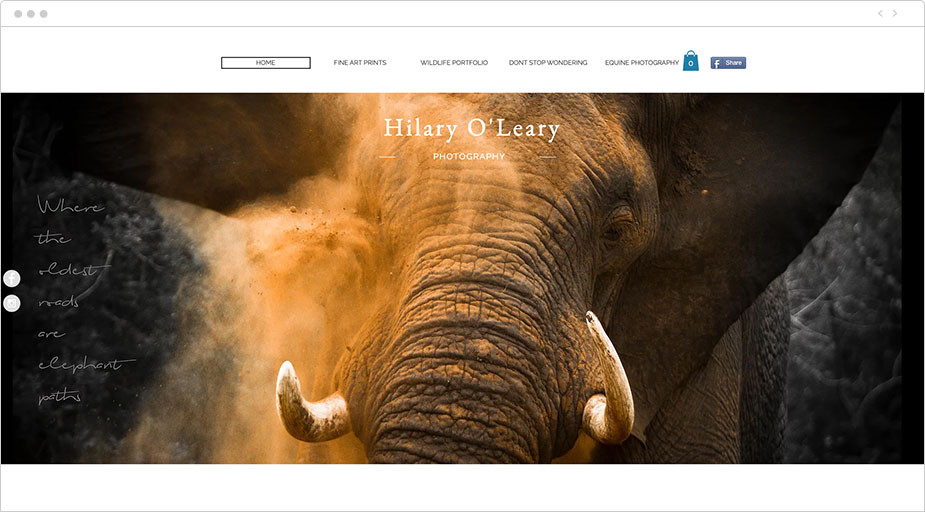 HOME FINE ART PRINTS WILDLIFE PORTFOLIO DONT STOP WONDERING EQUINE PHOTOGRAPHY 0 f Share
Hilary O'Leary
PHOTOGRAPHY
Where
the
oldest
roads
are
elephant
paths